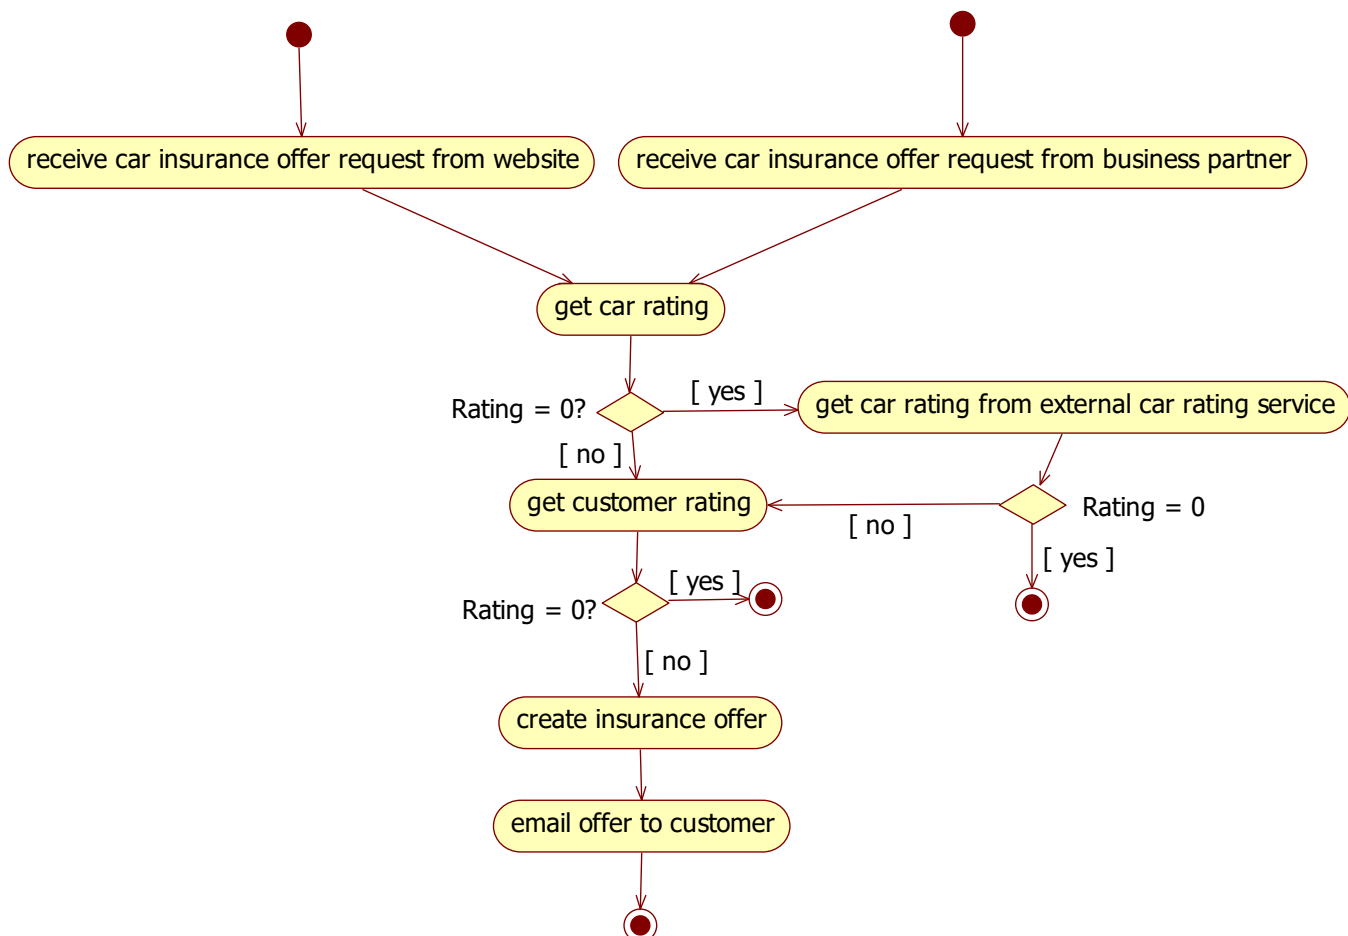 receive car insurance offer request from website
receive car insurance offer request from business partner
get car rating
Rating = 0?
[ yes ]
get car rating from external car rating service
[ no ]
get customer rating
[ no ]
Rating = 0
[ yes ]
Rating = 0?
[ yes ]
[ no ]
create insurance offer
email offer to customer